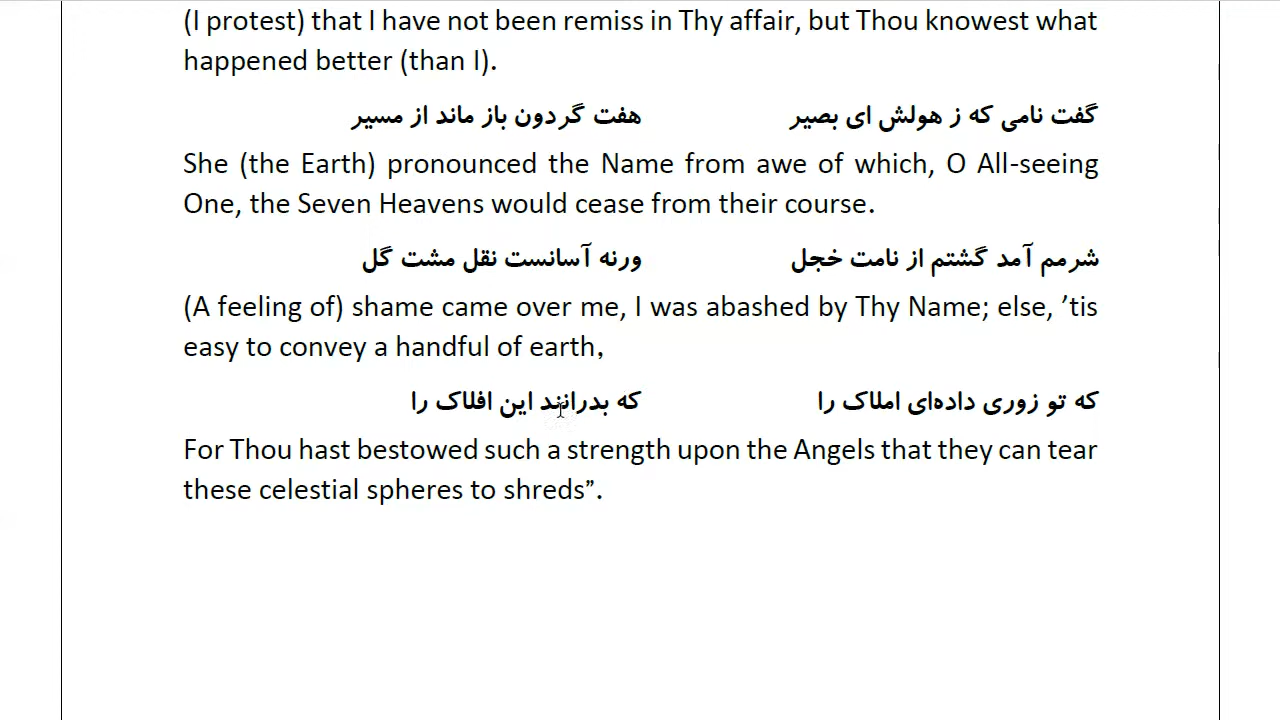 (I protest) that I have not been remiss in Thy affair, but Thou knowest what
happened better (than I).
گفت نامی که ز هولش ای بصیر هفت گردون باز ماند از مسیر
She (the Earth) pronounced the Name from awe of which, O All-seeing
One, the Seven Heavens would cease from their course.
شرمم آمد گشتم از نامت خجل ورنه آسانست نقل مشت گل
(A feeling of) shame came over me, I was abashed by Thy Name; else, ’tis
easy to convey a handful of earth,
که تو زوری داده‌ای املاک را که بدرانند این افلاک را
For Thou hast bestowed such a strength upon the Angels that they can tear
these celestial spheres to shreds”.